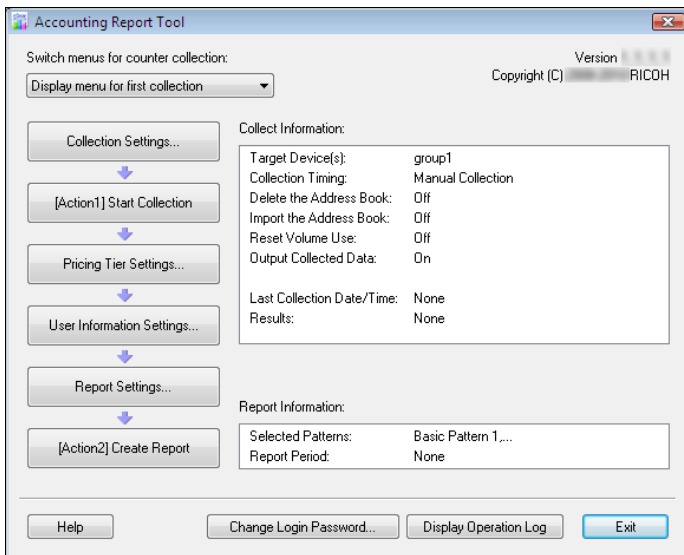 Accounting Report Tool
Switch menus for counter collection:
Display menu for first collection
Version
Copyright (C) RICOH
Collection Settings...
[Action1] Start Collection
Pricing Tier Settings...
User Information Settings...
Report Settings...
[Action2] Create Report
Collect Information:
Target Device(s): group1
Collection Timing: Manual Collection
Delete the Address Book: Off
Import the Address Book: Off
Reset Volume Use: Off
Output Collected Data: On
Last Collection Date/Time: None
Results: None
Report Information:
Selected Patterns: Basic Pattern 1,...
Report Period: None
Help
Change Login Password...
Display Operation Log
Exit